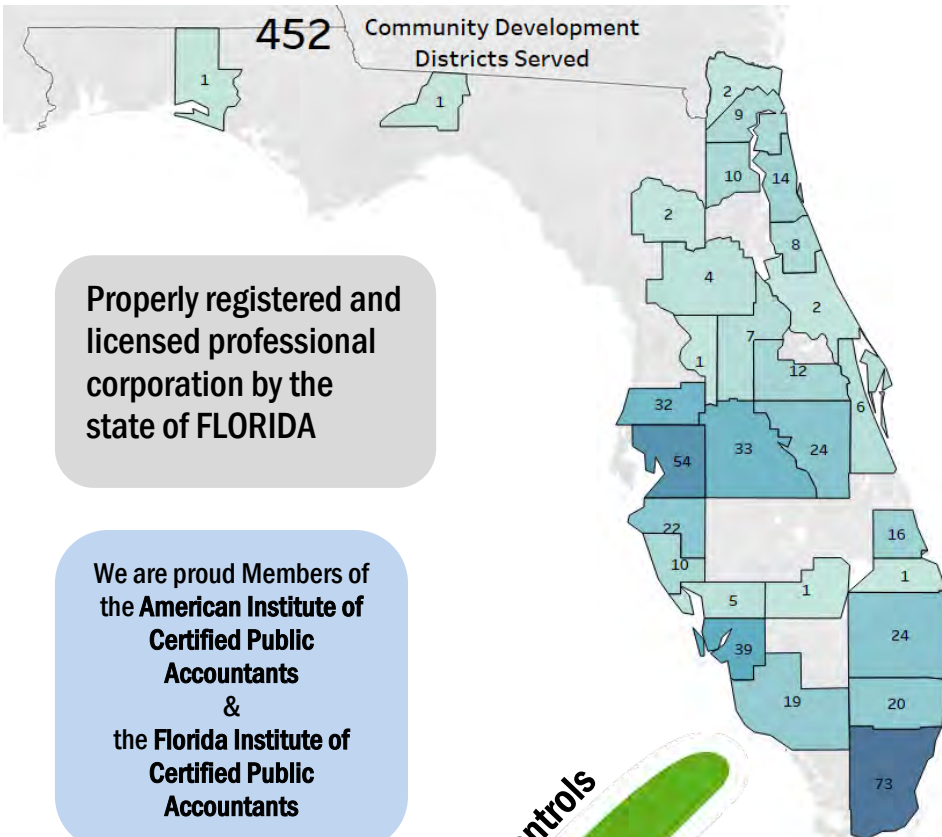 452
Community Development
Districts Served
1
1
2
9
10
14
2
8
4
2
7
1
12
32
6
54
33
24
22
16
10
1
5
1
24
39
19
20
73
Properly registered and
licensed professional
corporation by the
state of FLORIDA
We are proud Members of
the American Institute of
Certified Public
Accountants
&
the Florida Institute of
Certified Public
Accountants